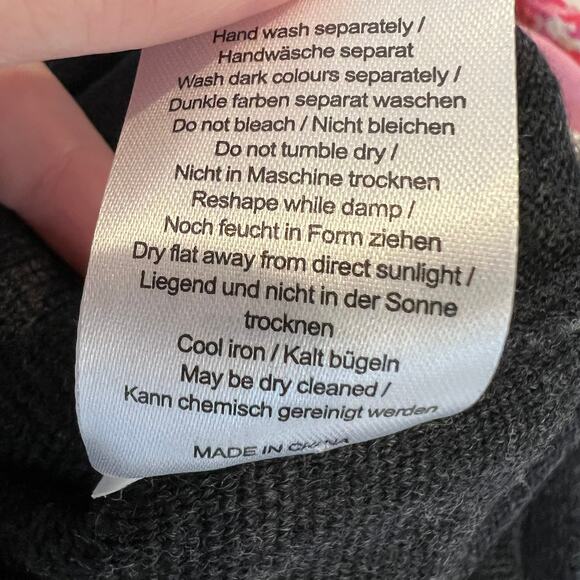 Hand wash separately /
Handwäsche separat
Wash dark colours separately /
Dunkle farben separat waschen
Do not bleach / Nicht bleichen
Do not tumble dry /
Nicht in Maschine trocknen
Reshape while damp /
Noch feucht in Form ziehen
Dry flat away from direct sunlight /
Liegend und nicht in der Sonne
trocknen
Cool iron / Kalt bügeln
May be dry cleaned /
Kann chemisch gereinigt werden
MADE IN CHINA